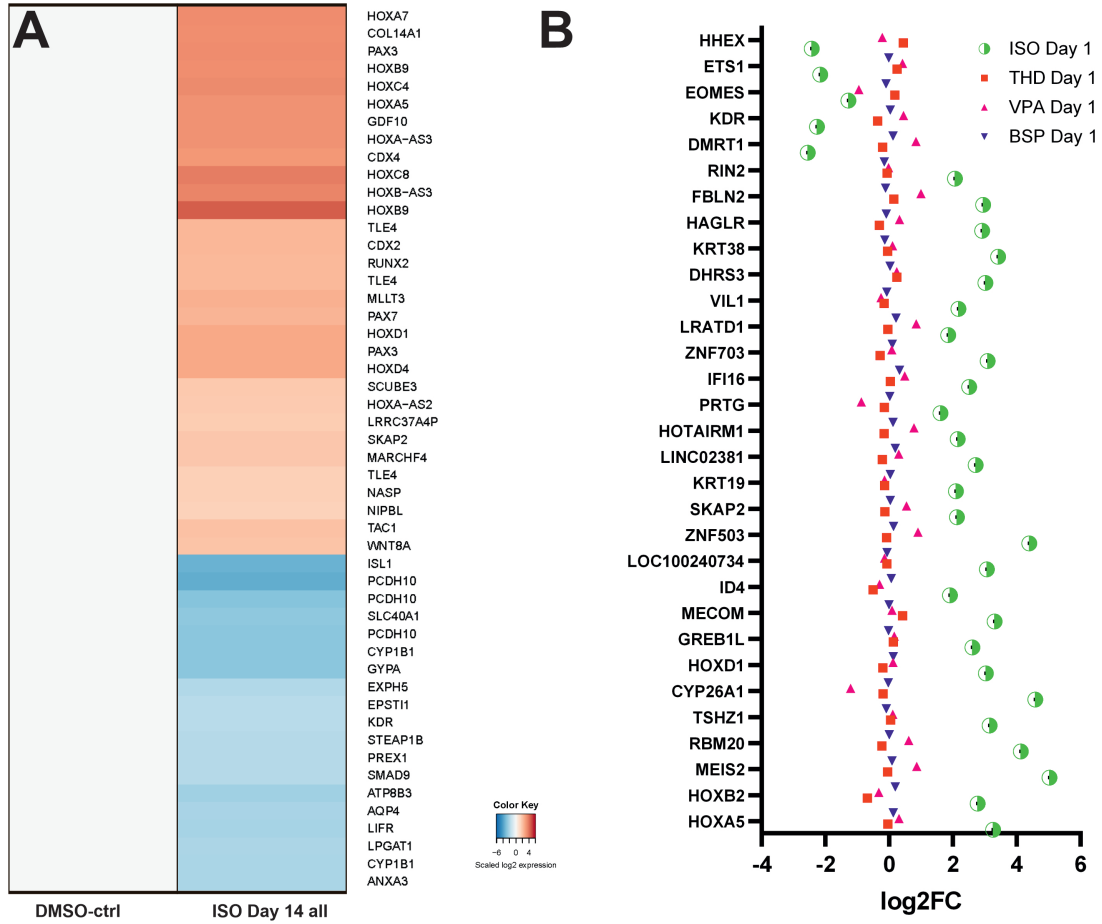 A
HOXA7
COL14A1
PAX3
HOXB9
HOXC4
HOXA5
GDF10
HOXA−AS3
CDX4
HOXC8
HOXB-AS3
HOXB9
TLE4
CDX2
RUNX2
TLE4
MLLT3
PAX7
HOXD1
PAX3
HOXD4
SCUBE3
HOXA−AS2
LRRC37A4P
SKAP2
MARCHF4
TLE4
NASP
NIPBL
TAC1
WNT8A
ISL1
PCDH10
PCDH10
SLC40A1
PCDH10
CYP1B1
GYPA
EXPH5
EPSTI1
KDR
STEAP1B
PREX1
SMAD9
ATP8B3
AQP4
LIFR
LPGAT1
CYP1B1
ANXA3
DMSO-ctrl ISO Day 14 all
Color Key
−6 0 4
Scaled log2 expression
B
HHEX
ETS1
EOMES
KDR
DMRT1
RIN2
FBLN2
HAGLR
KRT38
DHRS3
VIL1
LRATD1
ZNF703
IFI16
PRTG
HOTAIRM1
LINC02381
KRT19
SKAP2
ZNF503
LOC100240734
ID4
MECOM
GREB1L
HOXD1
CYP26A1
TSHZ1
RBM20
MEIS2
HOXB2
HOXA5
ISO Day 1
THD Day 1
VPA Day 1
BSP Day 1
-4 -2 0 2 4 6
log2FC